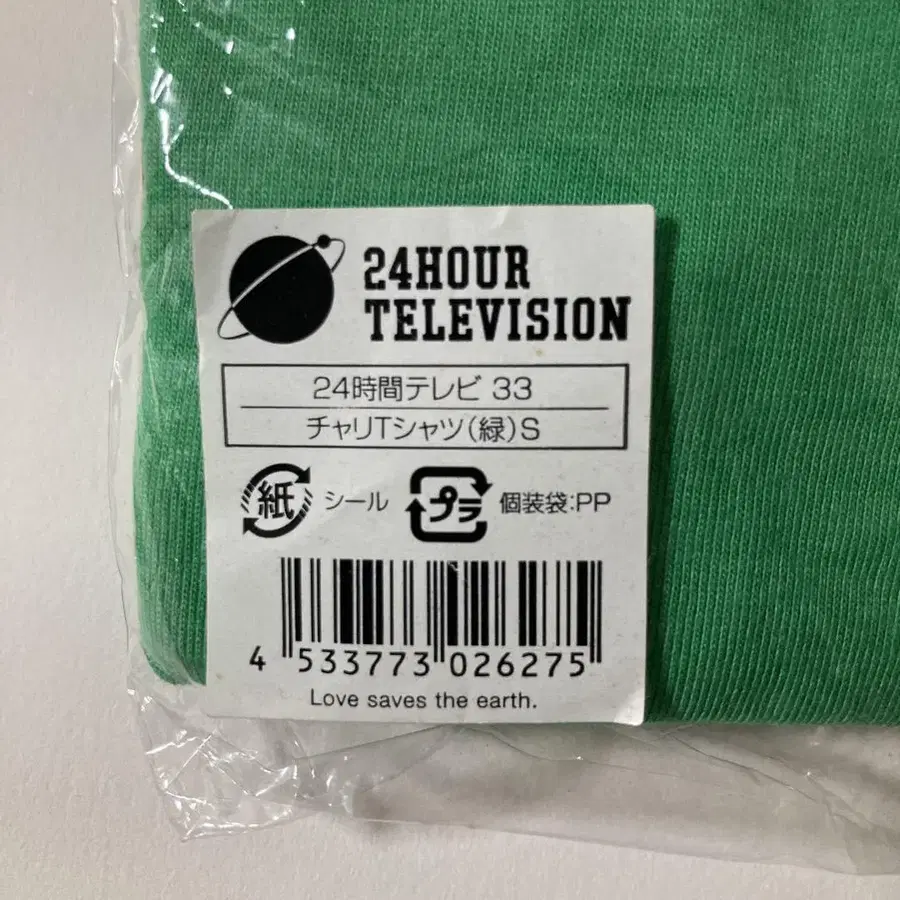 24HOUR
TELEVISION
24時間テレビ 33
チャリTシャツ(緑)S
紙 シール プラ 個装袋:PP
4 533773 026275
Love saves the earth.